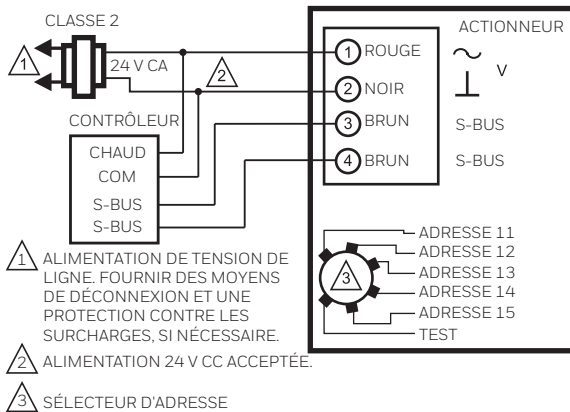 CLASSE 2
ACTIONNEUR
1
24 V CA
2
1 ROUGE
V
2 NOIR
CONTRÔLEUR
3 BRUN S-BUS
CHAUD
4 BRUN S-BUS
COM
S-BUS
S-BUS
ADRESSE 11
ADRESSE 12
3
ADRESSE 13
ADRESSE 14
ADRESSE 15
TEST
1 ALIMENTATION DE TENSION DE
LIGNE. FOURNIR DES MOYENS
DE DÉCONNEXION ET UNE
PROTECTION CONTRE LES
SURCHARGES, SI NÉCESSAIRE.
2 ALIMENTATION 24 V CC ACCEPTÉE.
3 SÉLECTEUR D'ADRESSE